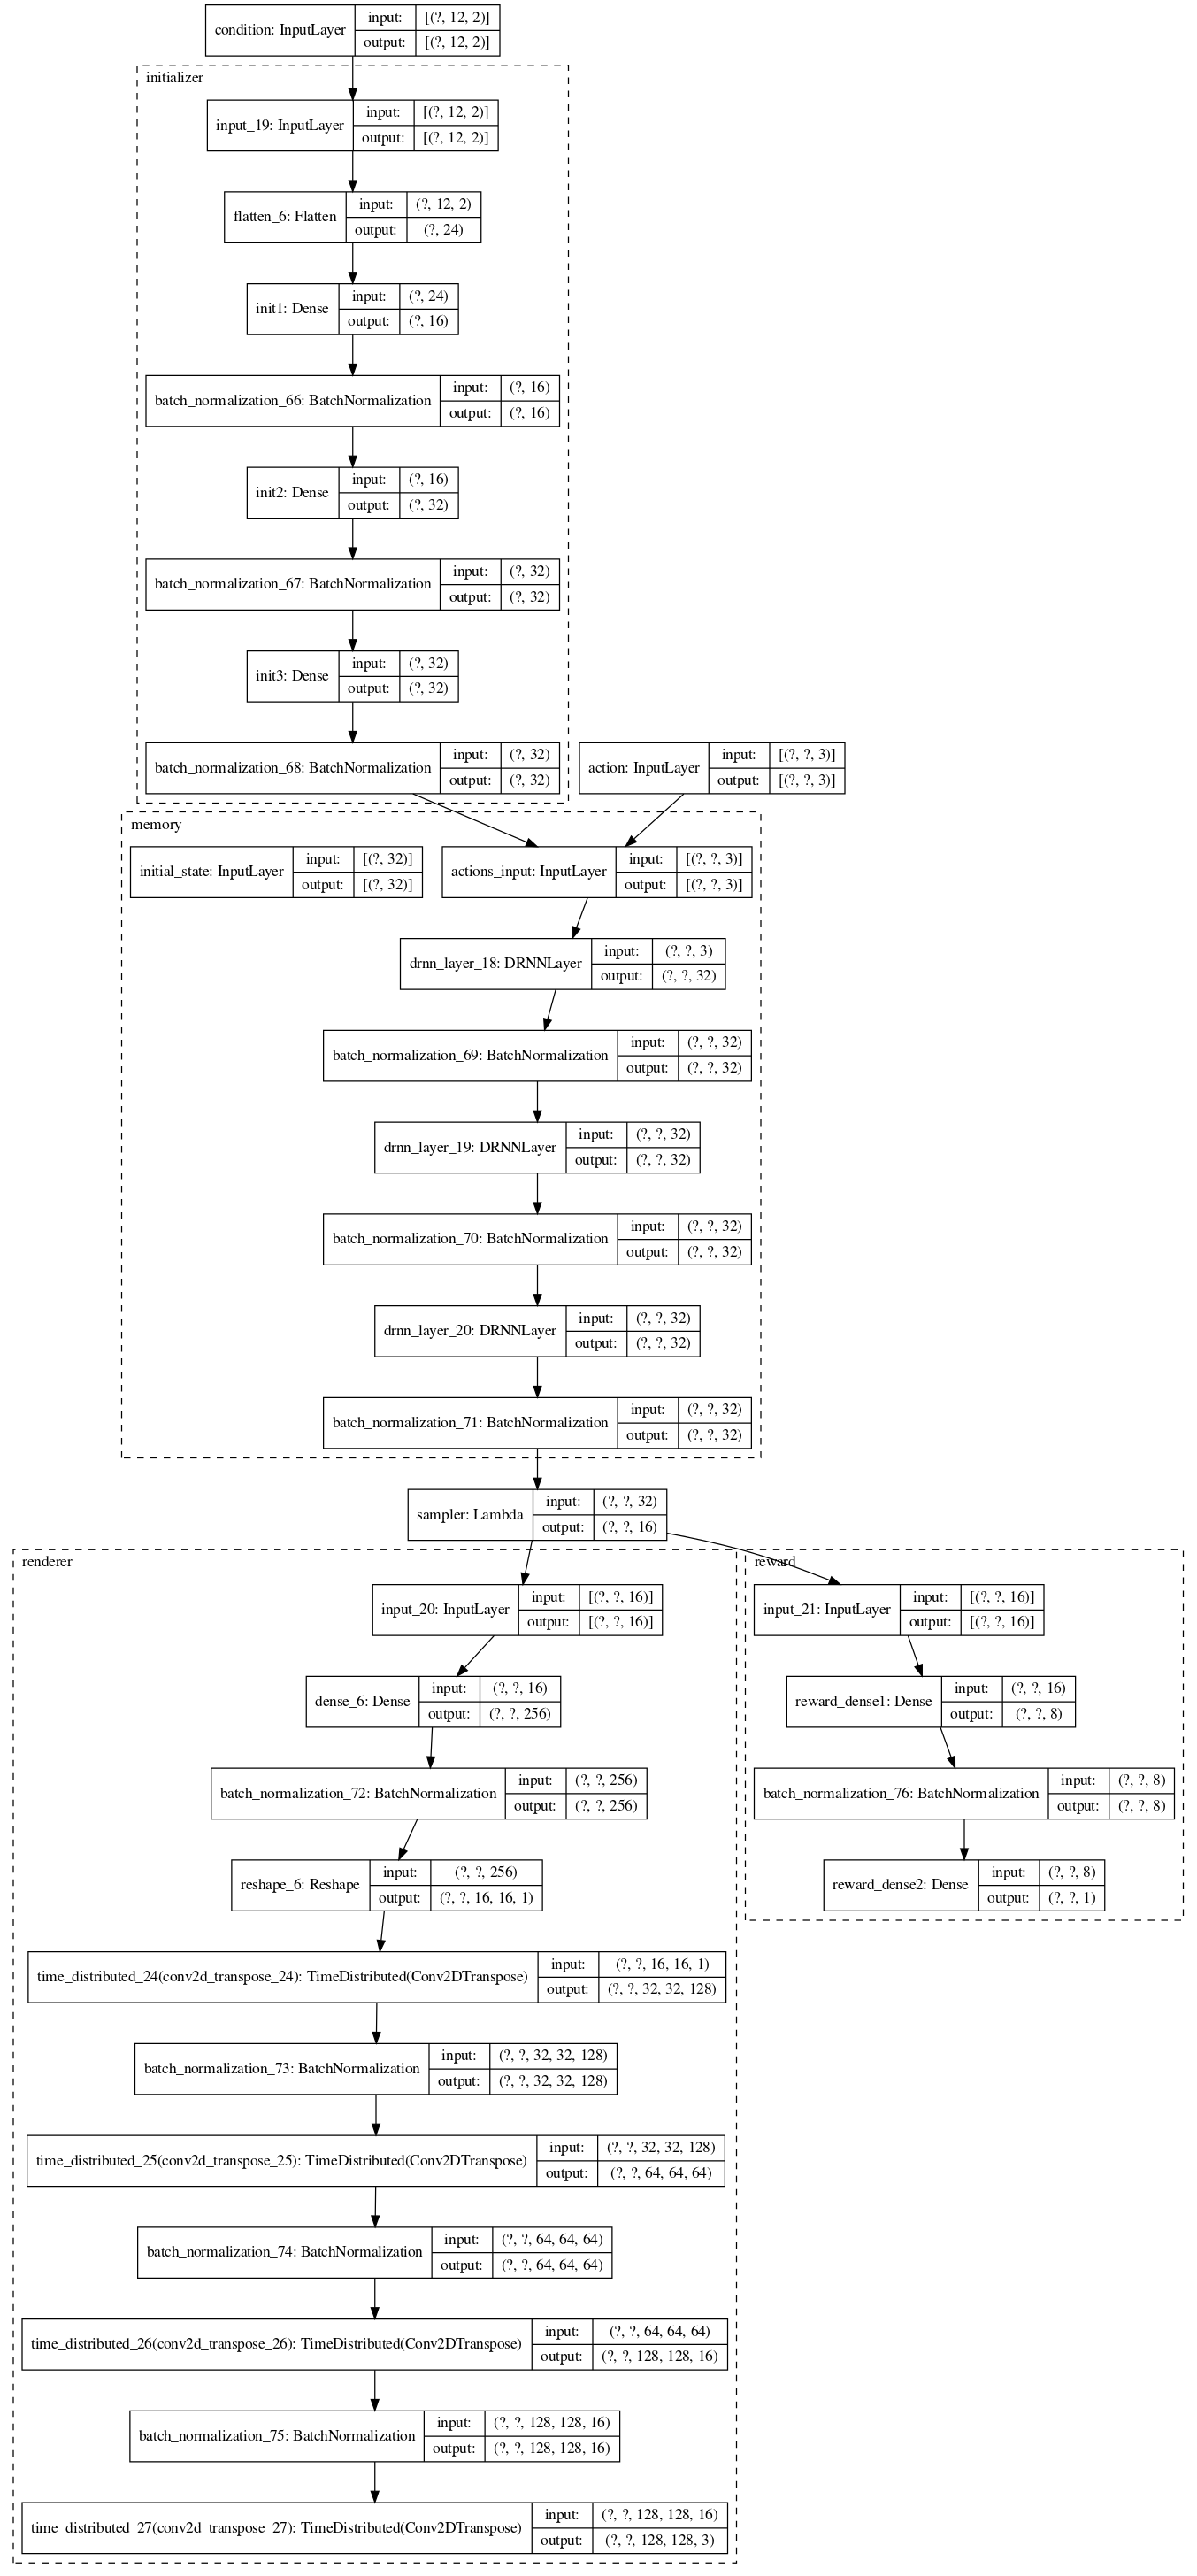 condition: InputLayer input: [(?, 12, 2)]
output: [(?, 12, 2)]
initializer
input_19: InputLayer input: [(?, 12, 2)]
output: [(?, 12, 2)]
flatten_6: Flatten input: (?, 12, 2)
output: (?, 24)
init1: Dense input: (?, 24)
output: (?, 16)
batch_normalization_66: BatchNormalization input: (?, 16)
output: (?, 16)
init2: Dense input: (?, 16)
output: (?, 32)
batch_normalization_67: BatchNormalization input: (?, 32)
output: (?, 32)
init3: Dense input: (?, 32)
output: (?, 32)
batch_normalization_68: BatchNormalization input: (?, 32)
output: (?, 32)
action: InputLayer input: [(?, ?, 3)]
output: [(?, ?, 3)]
memory
initial_state: InputLayer input: [(?, 32)]
output: [(?, 32)]
actions_input: InputLayer input: [(?, ?, 3)]
output: [(?, ?, 3)]
drnn_layer_18: DRNNLayer input: (?, ?, 3)
output: (?, ?, 32)
batch_normalization_69: BatchNormalization input: (?, ?, 32)
output: (?, ?, 32)
drnn_layer_19: DRNNLayer input: (?, ?, 32)
output: (?, ?, 32)
batch_normalization_70: BatchNormalization input: (?, ?, 32)
output: (?, ?, 32)
drnn_layer_20: DRNNLayer input: (?, ?, 32)
output: (?, ?, 32)
batch_normalization_71: BatchNormalization input: (?, ?, 32)
output: (?, ?, 32)
sampler: Lambda input: (?, ?, 32)
output: (?, ?, 16)
renderer
input_20: InputLayer input: [(?, ?, 16)]
output: [(?, ?, 16)]
dense_6: Dense input: (?, ?, 16)
output: (?, ?, 256)
batch_normalization_72: BatchNormalization input: (?, ?, 256)
output: (?, ?, 256)
reshape_6: Reshape input: (?, ?, 256)
output: (?, ?, 16, 16, 1)
time_distributed_24(conv2d_transpose_24): TimeDistributed(Conv2DTranspose) input: (?, ?, 16, 16, 1)
output: (?, ?, 32, 32, 128)
batch_normalization_73: BatchNormalization input: (?, ?, 32, 32, 128)
output: (?, ?, 32, 32, 128)
time_distributed_25(conv2d_transpose_25): TimeDistributed(Conv2DTranspose) input: (?, ?, 32, 32, 128)
output: (?, ?, 64, 64, 64)
batch_normalization_74: BatchNormalization input: (?, ?, 64, 64, 64)
output: (?, ?, 64, 64, 64)
time_distributed_26(conv2d_transpose_26): TimeDistributed(Conv2DTranspose) input: (?, ?, 64, 64, 64)
output: (?, ?, 128, 128, 16)
batch_normalization_75: BatchNormalization input: (?, ?, 128, 128, 16)
output: (?, ?, 128, 128, 16)
time_distributed_27(conv2d_transpose_27): TimeDistributed(Conv2DTranspose) input: (?, ?, 128, 128, 16)
output: (?, ?, 128, 128, 3)
reward
input_21: InputLayer input: [(?, ?, 16)]
output: [(?, ?, 16)]
reward_dense1: Dense input: (?, ?, 16)
output: (?, ?, 8)
batch_normalization_76: BatchNormalization input: (?, ?, 8)
output: (?, ?, 8)
reward_dense2: Dense input: (?, ?, 8)
output: (?, ?, 1)